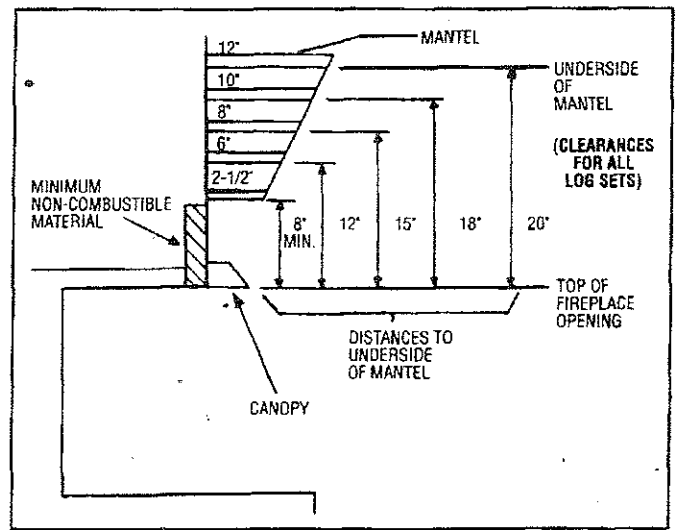 12"
MANTEL
10"
8"
6"
2-1/2"
UNDERSIDE
OF
MANTEL
(CLEARANCES
FOR ALL
LOG SETS)
MINIMUM
NON-COMBUSTIBLE
MATERIAL
8"
MIN.
12"
15"
18"
20"
TOP OF
FIREPLACE
OPENING
DISTANCES TO
UNDERSIDE
OF MANTEL
CANOPY